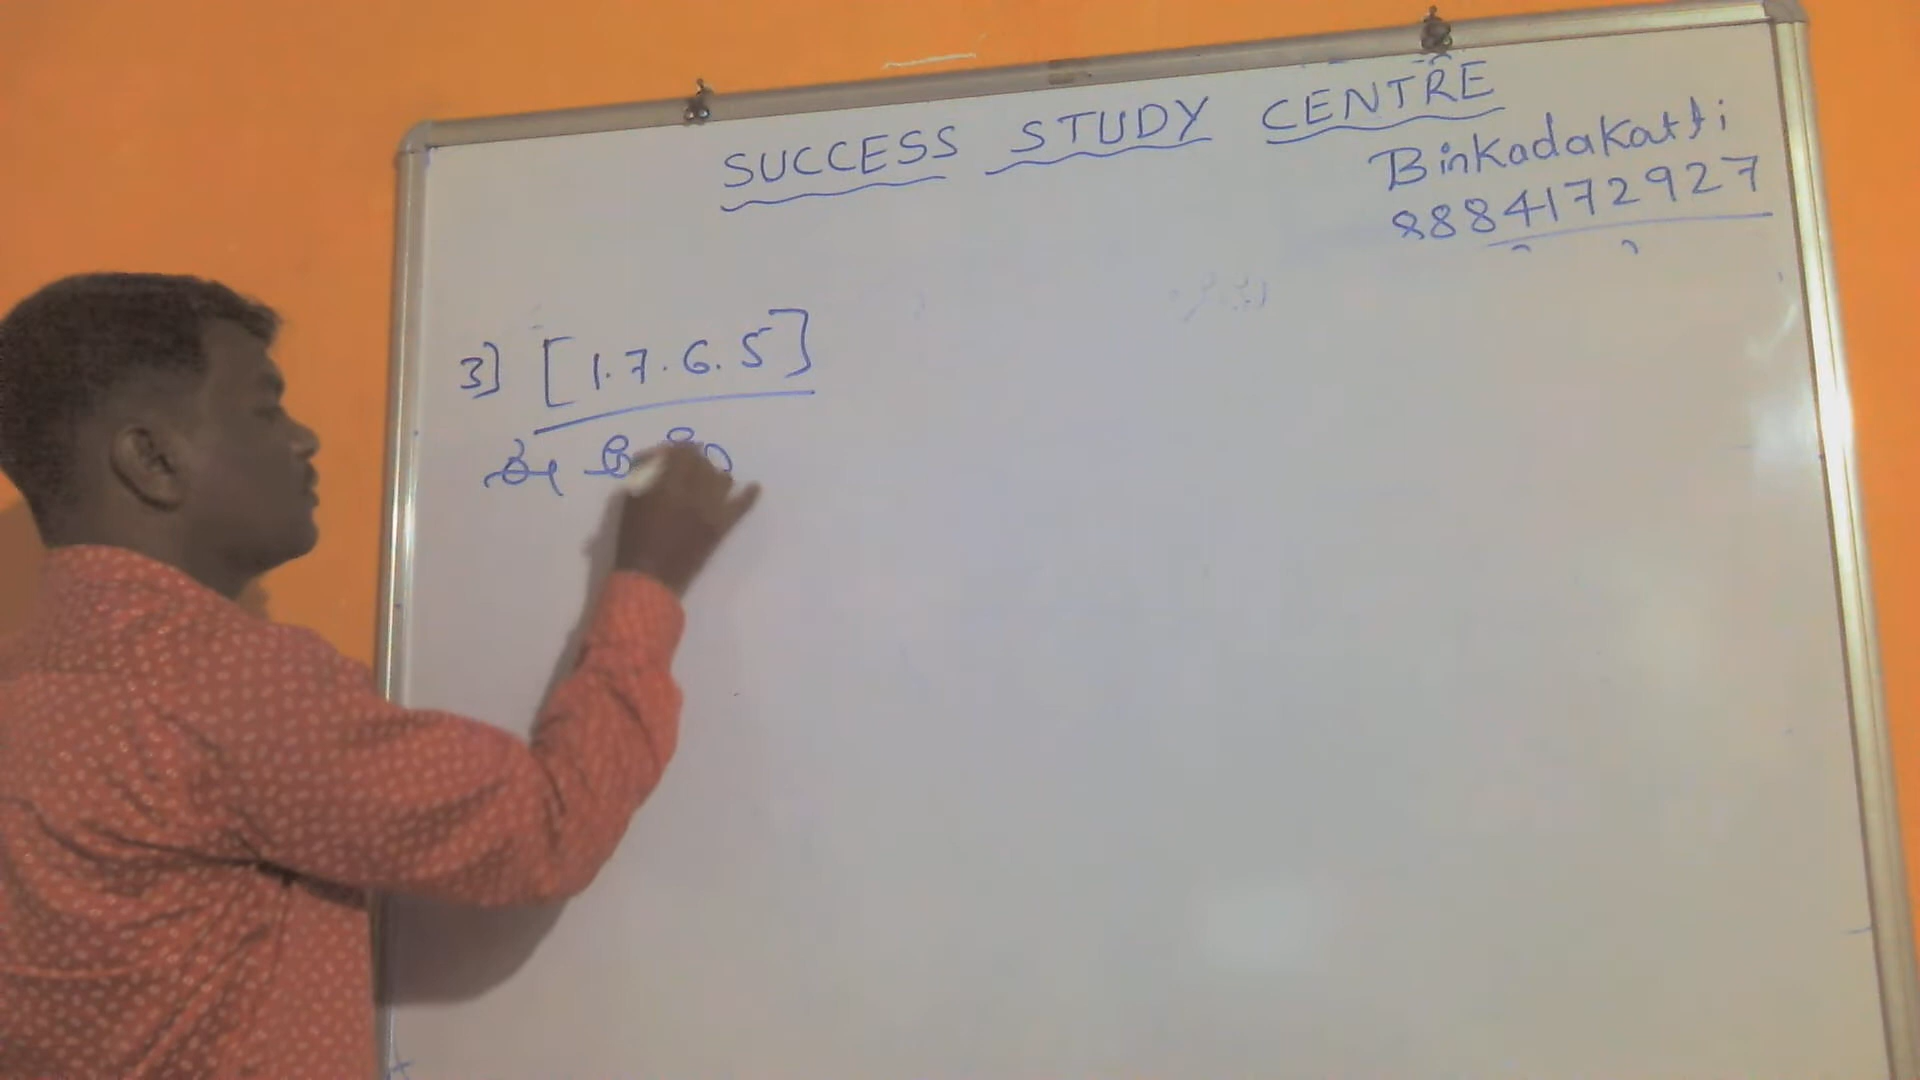 SUCCESS STUDY CENTRE
Binkadakatti
8884172927
3] [1.7.6.5]
ಈ